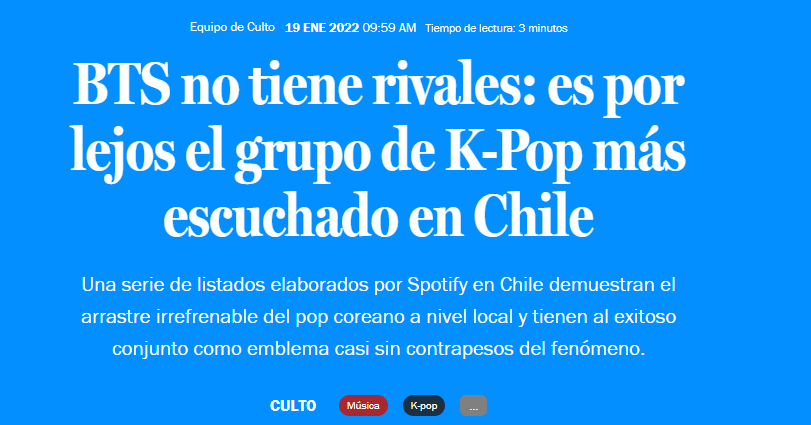 Equipo de Culto 19 ENE 2022 09:59 AM Tiempo de lectura: 3 minutos
BTS no tiene rivales: es por
lejos el grupo de K-Pop más
escuchado en Chile
Una serie de listados elaborados por Spotify en Chile demuestran el
arrastre irrefrenable del pop coreano a nivel local y tienen al exitoso
conjunto como emblema casi sin contrapesos del fenómeno.
CULTO Música K-pop ...